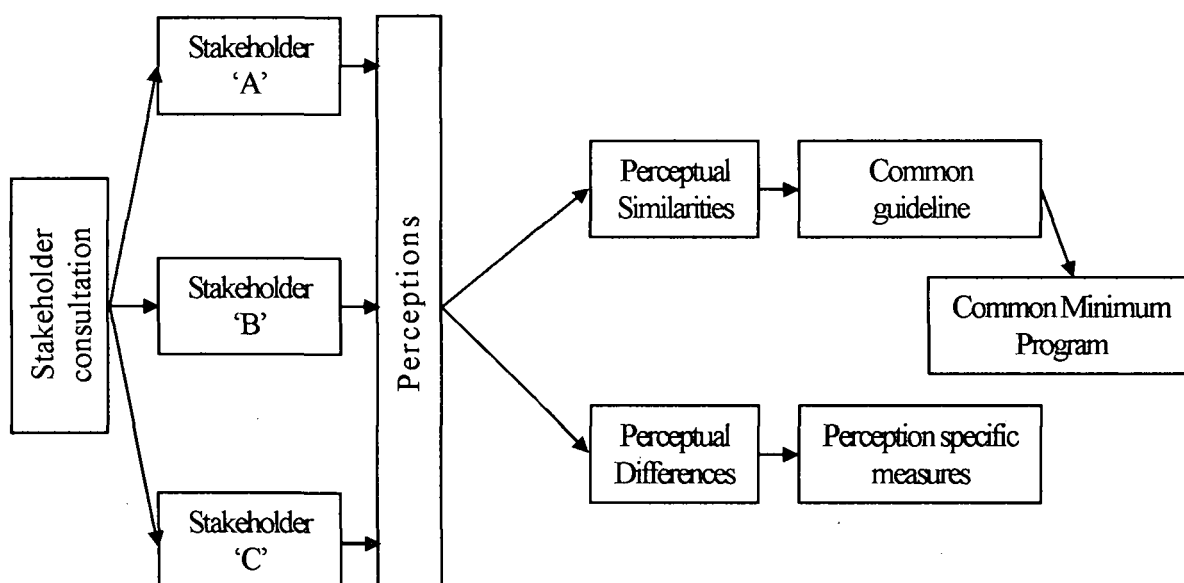 Stakeholder
consultation
Stakeholder
‘A’
Stakeholder
‘B’
Stakeholder
‘C’
Perceptions
Perceptual
Similarities
Common
guideline
Common Minimum
Program
Perceptual
Differences
Perception specific
measures